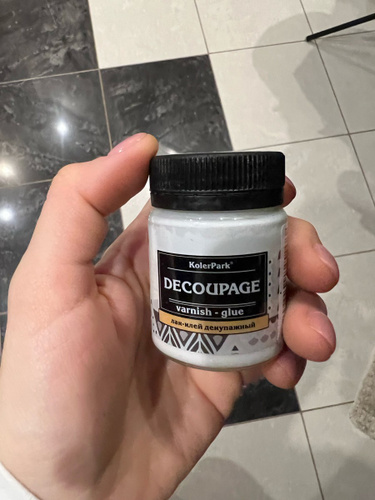 KolerPark®
DECOUPAGE
varnish - glue
лак-клей декупажный